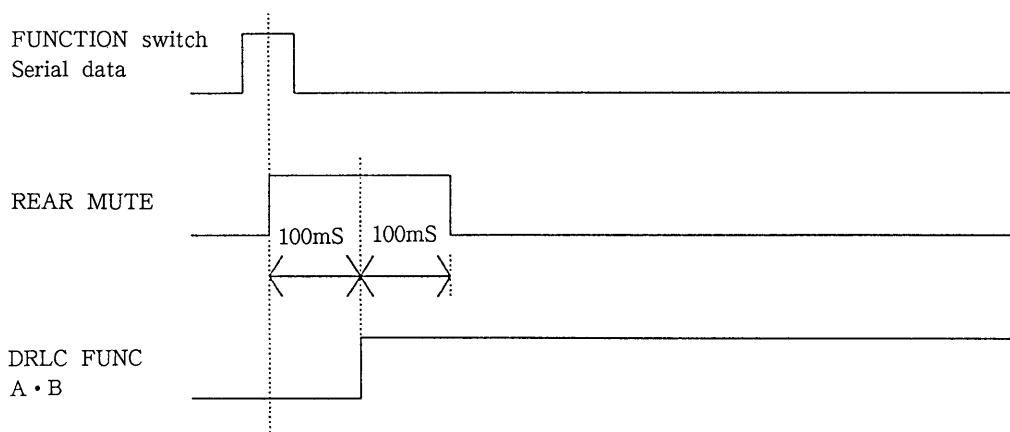 FUNCTION switch
Serial data
REAR MUTE
100mS 100mS
DRLC FUNC
A・B